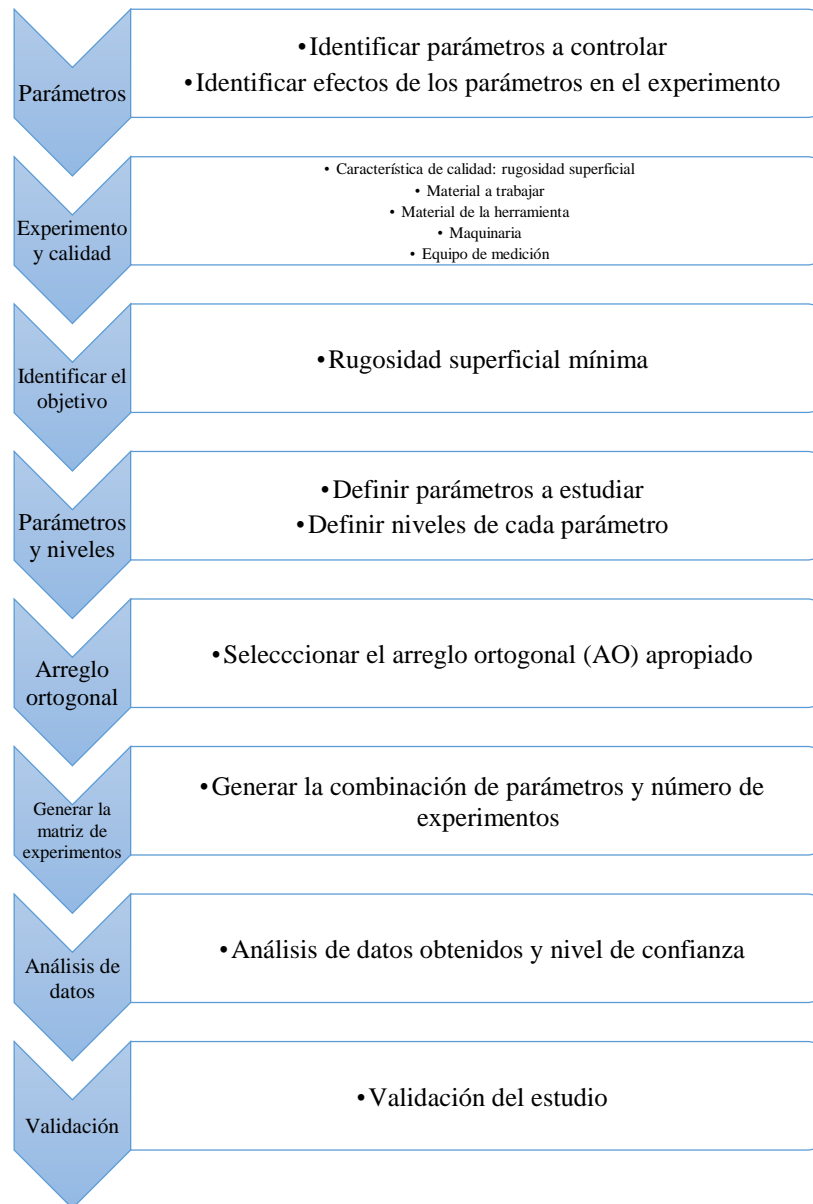 Parámetros
•Identificar parámetros a controlar
•Identificar efectos de los parámetros en el experimento
Experimento
y calidad
• Característica de calidad: rugosidad superficial
• Material a trabajar
• Material de la herramienta
• Maquinaria
• Equipo de medición
Identificar el
objetivo
•Rugosidad superficial mínima
Parámetros
y niveles
•Definir parámetros a estudiar
•Definir niveles de cada parámetro
Arreglo
ortogonal
•Selecccionar el arreglo ortogonal (AO) apropiado
Generar la
matriz de
experimentos
•Generar la combinación de parámetros y número de
experimentos
Análisis de
datos
•Análisis de datos obtenidos y nivel de confianza
Validación
•Validación del estudio